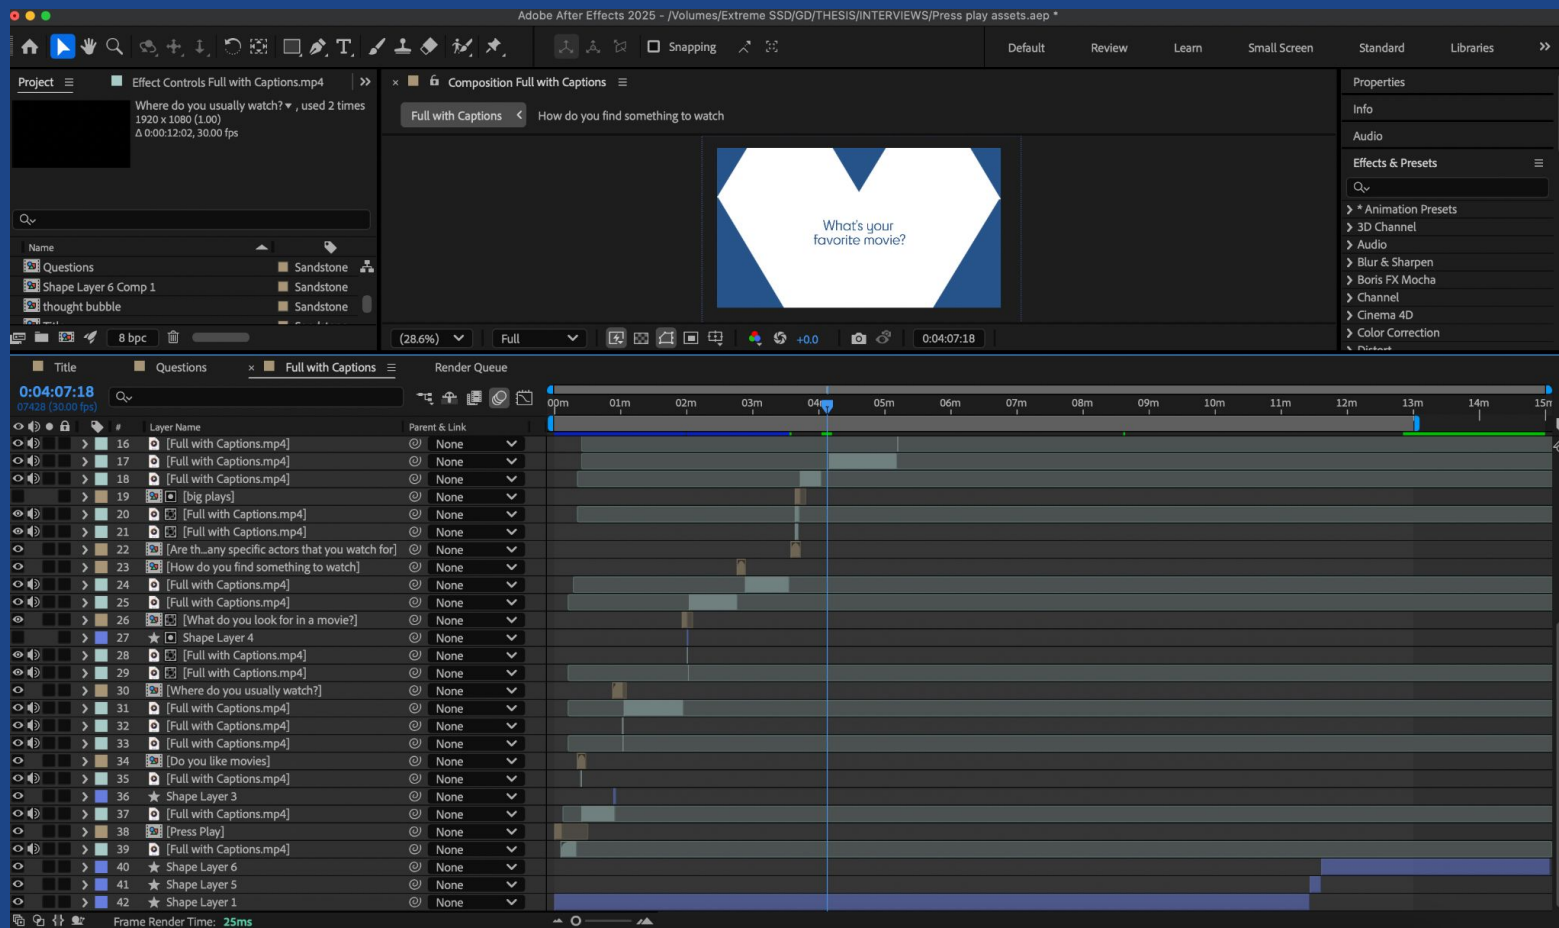 Adobe After Effects 2025 - /Volumes/Extreme SSD/GD/THESIS/INTERVIEWS/Press play assets.aep *
Snapping
Default Review Learn Small Screen Standard Libraries
Project Effect Controls Full with Captions.mp4
Where do you usually watch? , used 2 times
1920 x 1080 (1.00)
Δ 0:00:12:02, 30.00 fps
Name
Questions Sandstone
Shape Layer 6 Comp 1 Sandstone
thought bubble Sandstone
8 bpc
Composition Full with Captions
Full with Captions How do you find something to watch
What's your
favorite movie?
(28.6%) Full +0.0 0:04:07:18
Properties
Info
Audio
Effects & Presets
* Animation Presets
3D Channel
Audio
Blur & Sharpen
Boris FX Mocha
Channel
Cinema 4D
Color Correction
Distort
Title Questions Full with Captions Render Queue
0:04:07:18
07428 (30.00 fps)
00m 01m 02m 03m 04m 05m 06m 07m 08m 09m 10m 11m 12m 13m 14m 15m
# Layer Name Parent & Link
16 [Full with Captions.mp4] None
17 [Full with Captions.mp4] None
18 [Full with Captions.mp4] None
19 [big plays] None
20 [Full with Captions.mp4] None
21 [Full with Captions.mp4] None
22 [Are th...any specific actors that you watch for] None
23 [How do you find something to watch] None
24 [Full with Captions.mp4] None
25 [Full with Captions.mp4] None
26 [What do you look for in a movie?] None
27 Shape Layer 4 None
28 [Full with Captions.mp4] None
29 [Full with Captions.mp4] None
30 [Where do you usually watch?] None
31 [Full with Captions.mp4] None
32 [Full with Captions.mp4] None
33 [Full with Captions.mp4] None
34 [Do you like movies] None
35 [Full with Captions.mp4] None
36 Shape Layer 3 None
37 [Full with Captions.mp4] None
38 [Press Play] None
39 [Full with Captions.mp4] None
40 Shape Layer 6 None
41 Shape Layer 5 None
42 Shape Layer 1 None
Frame Render Time: 25ms